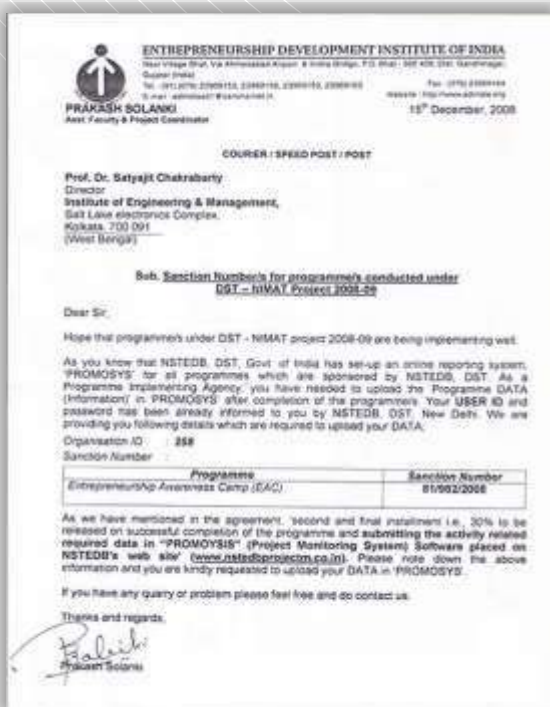 ENTREPRENEURSHIP DEVELOPMENT INSTITUTE OF INDIA
PRAKASH SOLANKI
Asst. Faculty & Project Coordinator
15th December, 2008
COURIER / SPEED POST / POST
Prof. Dr. Satyajit Chakrabarty
Director
Institute of Engineering & Management,
Salt Lake electronics Complex,
Kolkata, 700 091
(West Bengal)
Sub. Sanction Number/s for programme/s conducted under
DST – NIMAT Project 2008-09
Dear Sir,
Hope that programme/s under DST - NIMAT project 2008-09 are being implementing well.
As you know that NSTEDB, DST, Govt. of India has set-up an online reporting system,
'PROMOSYS' for all programmes which are sponsored by NSTEDB, DST. As a
Programme Implementing Agency, you have needed to upload the 'Programme DATA
(Information)' in PROMOSYS after completion of the programme/s. Your USER ID and
password has been already informed to you by NSTEDB, DST, New Delhi. We are
providing you following details which are required to upload your DATA;
Organisation ID : 258
Sanction Number :
Programme Sanction Number
Entrepreneurship Awareness Camp (EAC) 81/982/2008
As we have mentioned in the agreement, 'second and final installment i.e., 30% to be
released on successful completion of the programme and submitting the activity related
required data in "PROMOYSIS" (Project Monitoring System) Software placed on
NSTEDB's web site' (www.nstedbprojectm.co.in). Please note down the above
information and you are kindly requested to upload your DATA in 'PROMOSYS'.
If you have any quarry or problem please feel free and do contact us.
Thanks and regards,
Prakash Solanki